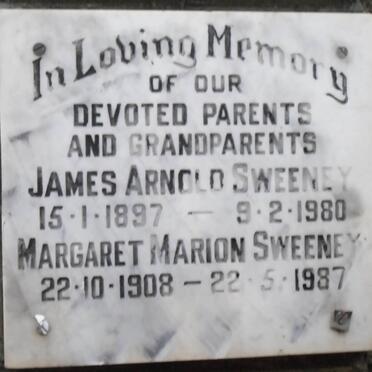 In Loving Memory
OF OUR
DEVOTED PARENTS
AND GRANDPARENTS
JAMES ARNOLD SWEENEY
15·1·1897 — 9·2·1980
MARGARET MARION SWEENEY
22·10·1908 — 22·5·1987